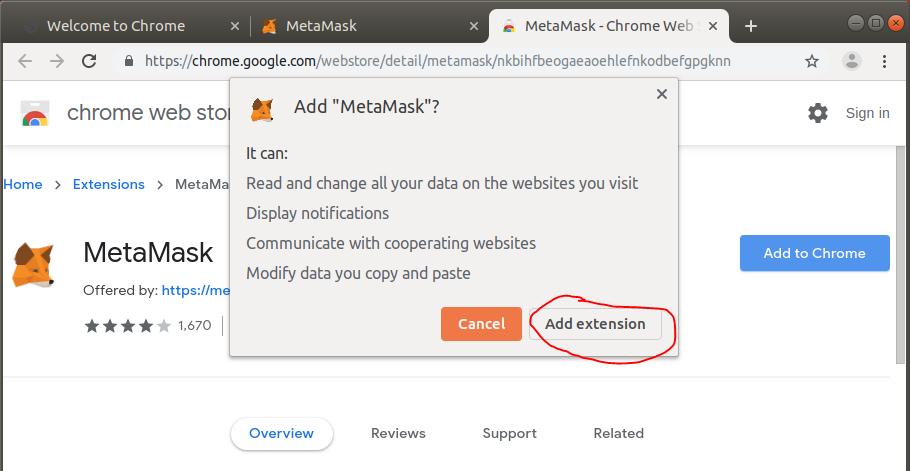 Welcome to Chrome
MetaMask
MetaMask - Chrome Web S
https://chrome.google.com/webstore/detail/metamask/nkbihfbeogaeaoehlefnkodbefgpgknn
chrome web stor
Sign in
Add "MetaMask"?
It can:
Read and change all your data on the websites you visit
Display notifications
Communicate with cooperating websites
Modify data you copy and paste
Cancel
Add extension
Home
Extensions
MetaMa
MetaMask
Add to Chrome
Offered by: https://me
1,670
Overview
Reviews
Support
Related